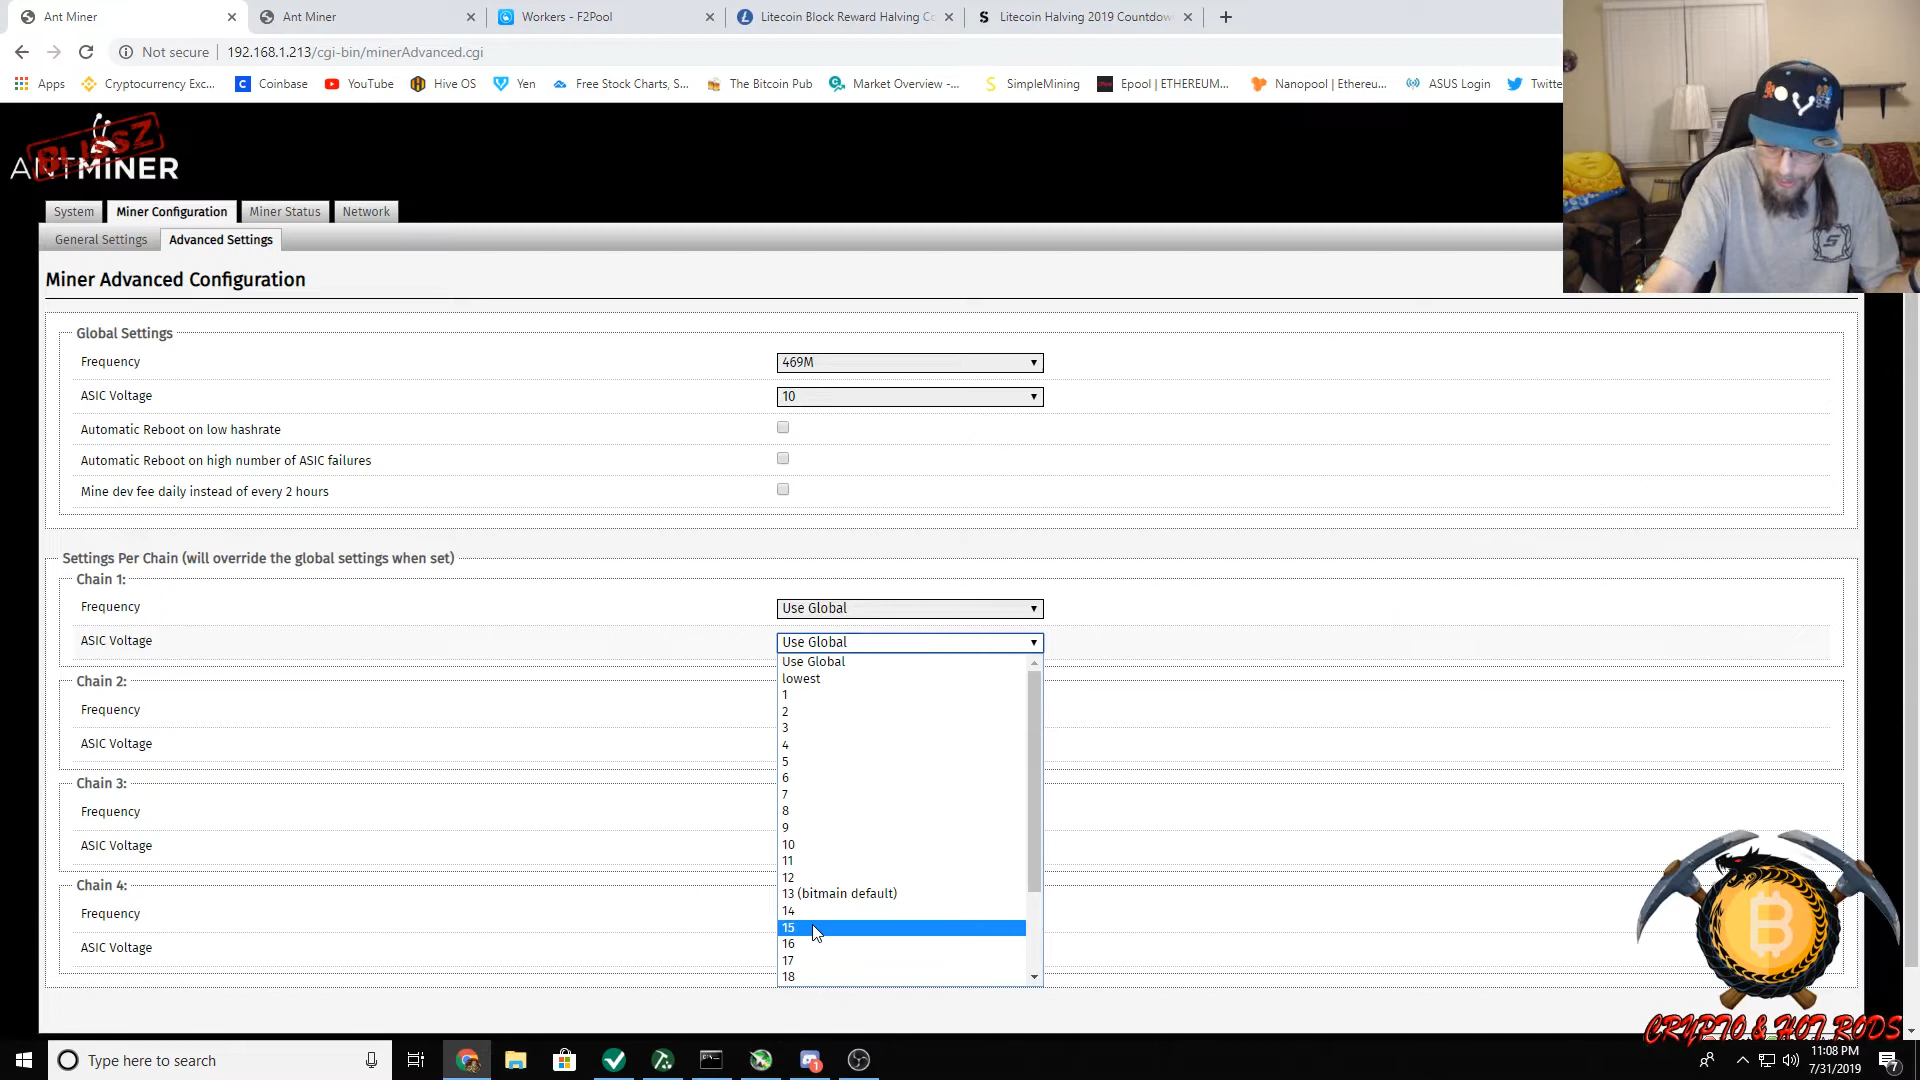 Ant Miner
Ant Miner
Workers - F2Pool
Litecoin Block Reward Halving Co
Litecoin Halving 2019 Countdow
Not secure | 192.168.1.213/cgi-bin/minerAdvanced.cgi
Apps
Cryptocurrency Exc...
Coinbase
YouTube
Hive OS
Yen
Free Stock Charts, S...
The Bitcoin Pub
Market Overview -...
SimpleMining
Epool | ETHEREUM...
Nanopool | Ethereu...
ASUS Login
Twitte
BLISSZ
ANTMINER
System
Miner Configuration
Miner Status
Network
General Settings
Advanced Settings
Miner Advanced Configuration
Global Settings
Frequency
469M
ASIC Voltage
10
Automatic Reboot on low hashrate
Automatic Reboot on high number of ASIC failures
Mine dev fee daily instead of every 2 hours
Settings Per Chain (will override the global settings when set)
Chain 1:
Frequency
Use Global
ASIC Voltage
Use Global
Use Global
lowest
1
2
3
4
5
6
7
8
9
10
11
12
13 (bitmain default)
14
15
16
17
18
Chain 2:
Frequency
ASIC Voltage
Chain 3:
Frequency
ASIC Voltage
Chain 4:
Frequency
ASIC Voltage
CRYPTO & HOT RODS
Type here to search
11:08 PM
7/31/2019